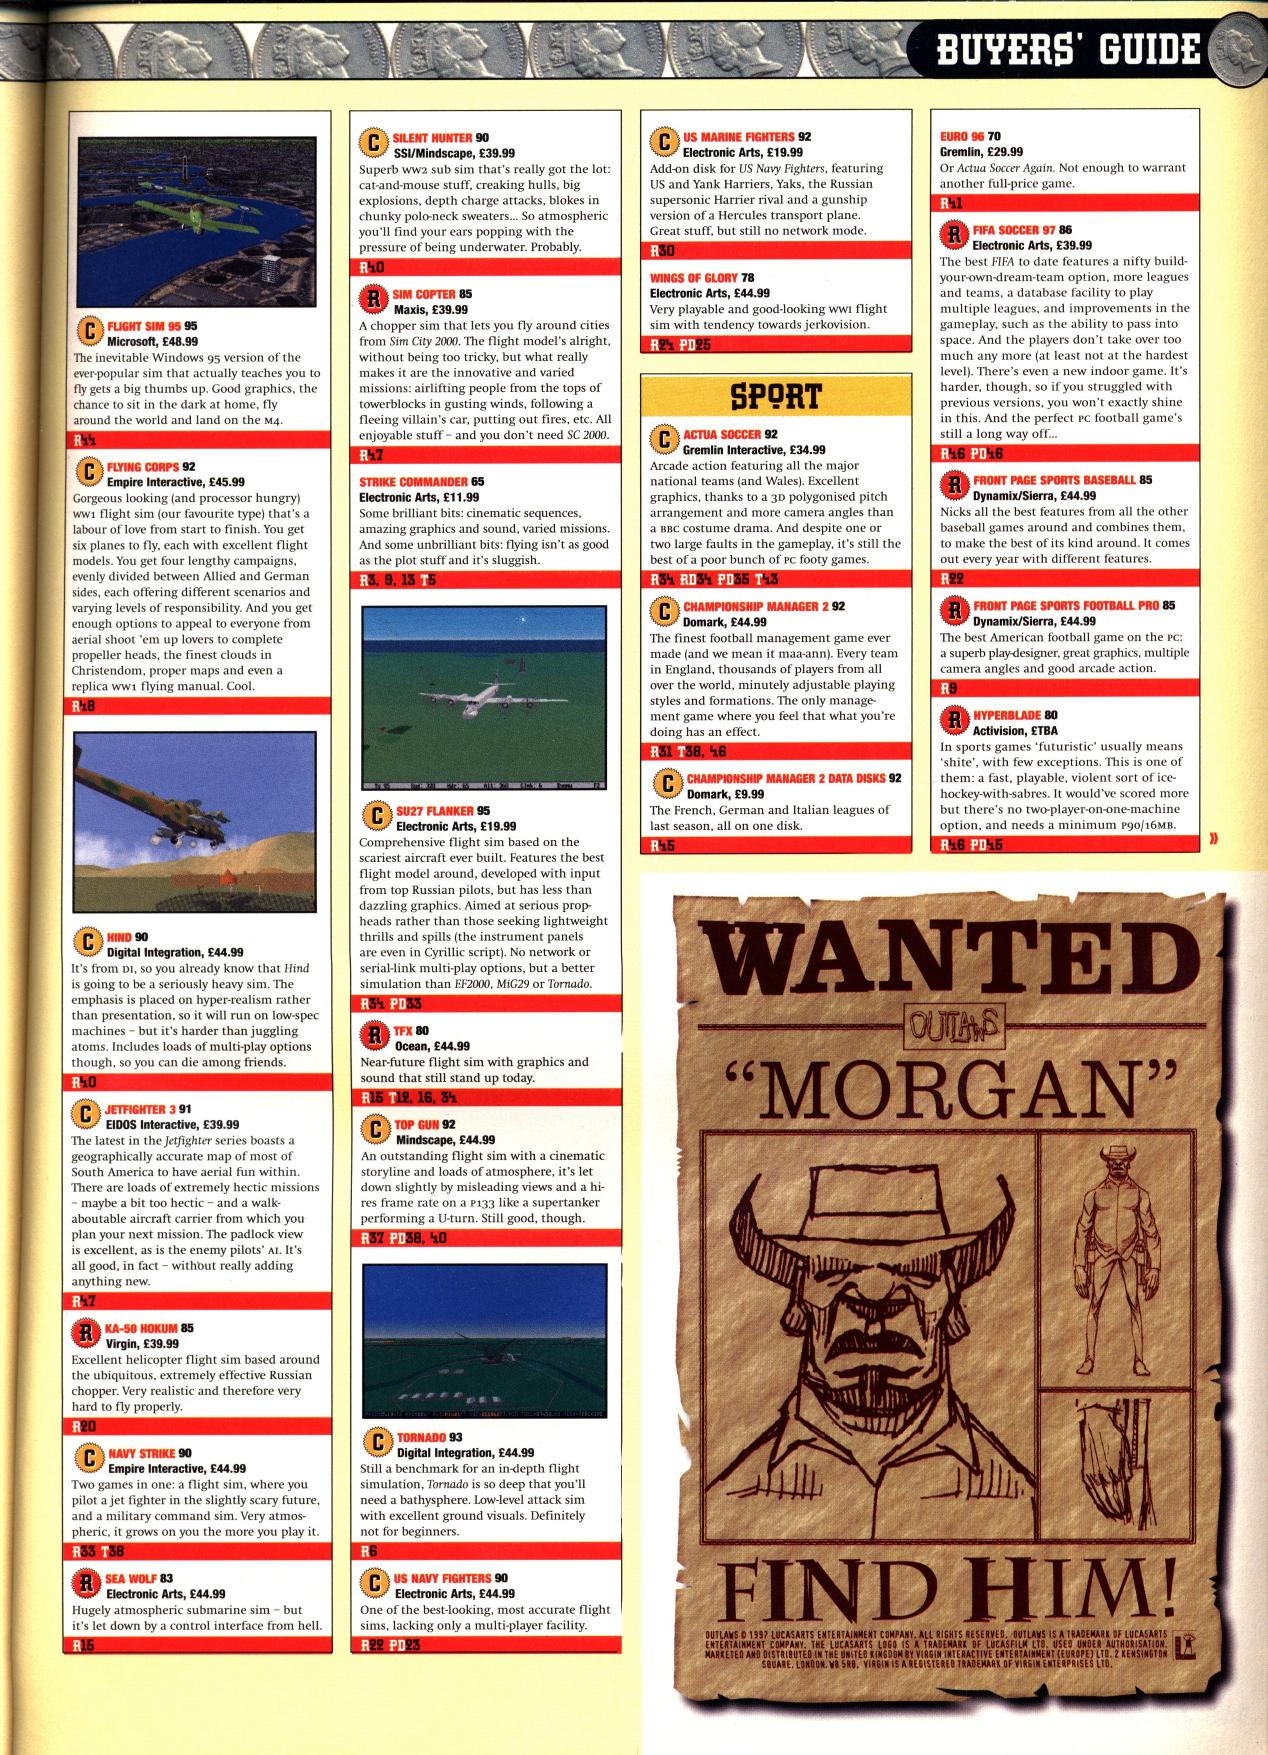 BUYERS' GUIDE
C FLIGHT SIM 95 95
Microsoft, £48.99
The inevitable Windows 95 version of the
ever-popular sim that actually teaches you to
fly gets a big thumbs up. Good graphics, the
chance to sit in the dark at home, fly
around the world and land on the M4.
R44
C FLYING CORPS 92
Empire Interactive, £45.99
Gorgeous looking (and processor hungry)
WW1 flight sim (our favourite type) that's a
labour of love from start to finish. You get
six planes to fly, each with excellent flight
models. You get four lengthy campaigns,
evenly divided between Allied and German
sides, each offering different scenarios and
varying levels of responsibility. And you get
enough options to appeal to everyone from
aerial shoot 'em up lovers to complete
propeller heads, the finest clouds in
Christendom, proper maps and even a
replica WW1 flying manual. Cool.
R48
C HIND 90
Digital Integration, £44.99
It's from DI, so you already know that Hind
is going to be a seriously heavy sim. The
emphasis is placed on hyper-realism rather
than presentation, so it will run on low-spec
machines – but it's harder than juggling
atoms. Includes loads of multi-play options
though, so you can die among friends.
R40
C JETFIGHTER 3 91
EIDOS Interactive, £39.99
The latest in the Jetfighter series boasts a
geographically accurate map of most of
South America to have aerial fun within.
There are loads of extremely hectic missions
– maybe a bit too hectic – and a walk-
aboutable aircraft carrier from which you
plan your next mission. The padlock view
is excellent, as is the enemy pilots' AI. It's
all good, in fact – without really adding
anything new.
R47
R KA-50 HOKUM 85
Virgin, £39.99
Excellent helicopter flight sim based around
the ubiquitous, extremely effective Russian
chopper. Very realistic and therefore very
hard to fly properly.
R20
C NAVY STRIKE 90
Empire Interactive, £44.99
Two games in one: a flight sim, where you
pilot a jet fighter in the slightly scary future,
and a military command sim. Very atmos-
pheric, it grows on you the more you play it.
R33 T38
R SEA WOLF 83
Electronic Arts, £44.99
Hugely atmospheric submarine sim – but
it's let down by a control interface from hell.
R15
C SILENT HUNTER 90
SSI/Mindscape, £39.99
Superb WW2 sub sim that's really got the lot:
cat-and-mouse stuff, creaking hulls, big
explosions, depth charge attacks, blokes in
chunky polo-neck sweaters... So atmospheric
you'll find your ears popping with the
pressure of being underwater. Probably.
R40
R SIM COPTER 85
Maxis, £39.99
A chopper sim that lets you fly around cities
from Sim City 2000. The flight model's alright,
without being too tricky, but what really
makes it are the innovative and varied
missions: airlifting people from the tops of
towerblocks in gusting winds, following a
fleeing villain's car, putting out fires, etc. All
enjoyable stuff – and you don't need SC 2000.
R47
STRIKE COMMANDER 65
Electronic Arts, £11.99
Some brilliant bits: cinematic sequences,
amazing graphics and sound, varied missions.
And some unbrilliant bits: flying isn't as good
as the plot stuff and it's sluggish.
R3, 9, 13 T5
C SU27 FLANKER 95
Electronic Arts, £19.99
Comprehensive flight sim based on the
scariest aircraft ever built. Features the best
flight model around, developed with input
from top Russian pilots, but has less than
dazzling graphics. Aimed at serious prop-
heads rather than those seeking lightweight
thrills and spills (the instrument panels
are even in Cyrillic script). No network or
serial-link multi-play options, but a better
simulation than EF2000, MiG29 or Tornado.
R34 PD33
R TFX 80
Ocean, £44.99
Near-future flight sim with graphics and
sound that still stand up today.
R15 T12, 16, 34
C TOP GUN 92
Mindscape, £44.99
An outstanding flight sim with a cinematic
storyline and loads of atmosphere, it's let
down slightly by misleading views and a hi-
res frame rate on a P133 like a supertanker
performing a U-turn. Still good, though.
R37 PD38, 40
C TORNADO 93
Digital Integration, £44.99
Still a benchmark for an in-depth flight
simulation, Tornado is so deep that you'll
need a bathysphere. Low-level attack sim
with excellent ground visuals. Definitely
not for beginners.
R6
C US NAVY FIGHTERS 90
Electronic Arts, £44.99
One of the best-looking, most accurate flight
sims, lacking only a multi-player facility.
R22 PD23
C US MARINE FIGHTERS 92
Electronic Arts, £19.99
Add-on disk for US Navy Fighters, featuring
US and Yank Harriers, Yaks, the Russian
supersonic Harrier rival and a gunship
version of a Hercules transport plane.
Great stuff, but still no network mode.
R30
WINGS OF GLORY 78
Electronic Arts, £44.99
Very playable and good-looking WW1 flight
sim with tendency towards jerkovision.
R24 PD25
SPORT
C ACTUA SOCCER 92
Gremlin Interactive, £34.99
Arcade action featuring all the major
national teams (and Wales). Excellent
graphics, thanks to a 3D polygonised pitch
arrangement and more camera angles than
a BBC costume drama. And despite one or
two large faults in the gameplay, it's still the
best of a poor bunch of PC footy games.
R34 RD34 PD35 T43
C CHAMPIONSHIP MANAGER 2 92
Domark, £44.99
The finest football management game ever
made (and we mean it maa-ann). Every team
in England, thousands of players from all
over the world, minutely adjustable playing
styles and formations. The only manage-
ment game where you feel that what you're
doing has an effect.
R31 T38, 46
C CHAMPIONSHIP MANAGER 2 DATA DISKS 92
Domark, £9.99
The French, German and Italian leagues of
last season, all on one disk.
R45
EURO 96 70
Gremlin, £29.99
Or Actua Soccer Again. Not enough to warrant
another full-price game.
R41
R FIFA SOCCER 97 86
Electronic Arts, £39.99
The best FIFA to date features a nifty build-
your-own-dream-team option, more leagues
and teams, a database facility to play
multiple leagues, and improvements in the
gameplay, such as the ability to pass into
space. And the players don't take over too
much any more (at least not at the hardest
level). There's even a new indoor game. It's
harder, though, so if you struggled with
previous versions, you won't exactly shine
in this. And the perfect PC football game's
still a long way off...
R46 PD46
R FRONT PAGE SPORTS BASEBALL 85
Dynamix/Sierra, £44.99
Nicks all the best features from all the other
baseball games around and combines them,
to make the best of its kind around. It comes
out every year with different features.
R22
R FRONT PAGE SPORTS FOOTBALL PRO 85
Dynamix/Sierra, £44.99
The best American football game on the PC:
a superb play-designer, great graphics, multiple
camera angles and good arcade action.
R9
R HYPERBLADE 80
Activision, £TBA
In sports games 'futuristic' usually means
'shite', with few exceptions. This is one of
them: a fast, playable, violent sort of ice-
hockey-with-sabres. It would've scored more
but there's no two-player-on-one-machine
option, and needs a minimum P90/16MB.
R46 PD45
»
WANTED
OUTLAWS
"MORGAN"
FIND HIM!
OUTLAWS © 1997 LUCASARTS ENTERTAINMENT COMPANY. ALL RIGHTS RESERVED. OUTLAWS IS A TRADEMARK OF LUCASARTS
ENTERTAINMENT COMPANY. THE LUCASARTS LOGO IS A TRADEMARK OF LUCASFILM LTD. USED UNDER AUTHORISATION.
MARKETED AND DISTRIBUTED IN THE UNITED KINGDOM BY VIRGIN INTERACTIVE ENTERTAINMENT (EUROPE) LTD. 2 KENSINGTON
SQUARE, LONDON. W8 5RB. VIRGIN IS A REGISTERED TRADEMARK OF VIRGIN ENTERPRISES LTD.